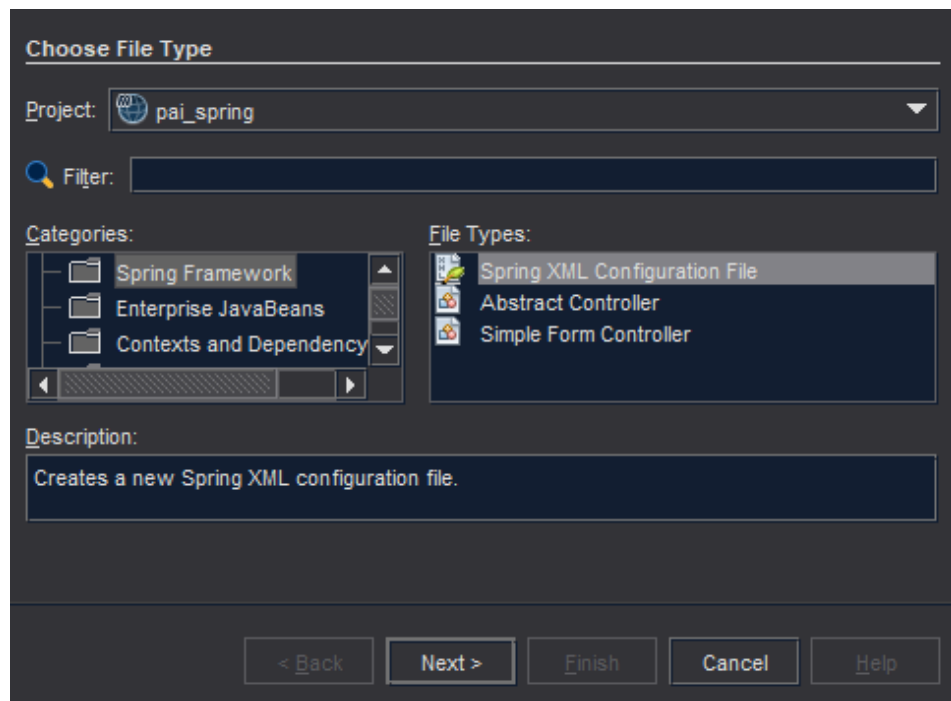 Choose File Type
Project: pai_spring
Filter:
Categories:
File Types:
Spring Framework
Enterprise JavaBeans
Contexts and Dependency
Spring XML Configuration File
Abstract Controller
Simple Form Controller
Description:
Creates a new Spring XML configuration file.
< Back Next > Finish Cancel Help